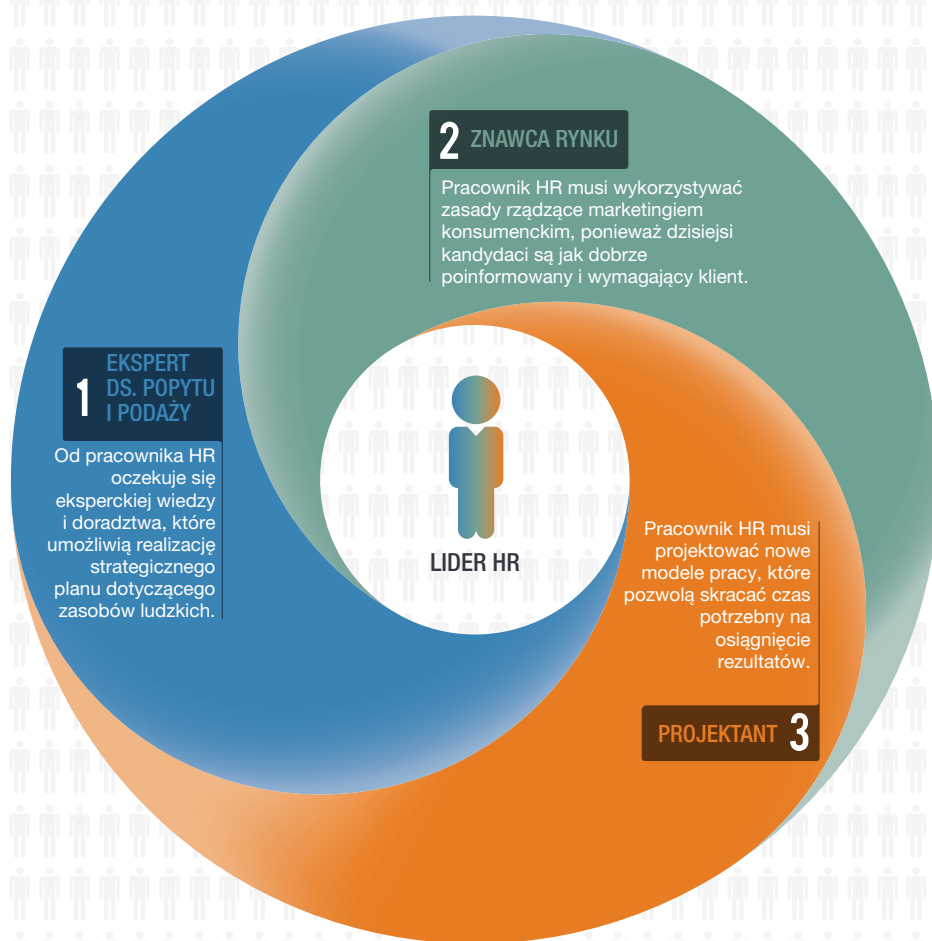 1 EKSPERT
DS. POPYTU
I PODAŻY
Od pracownika HR
oczekuje się
eksperckiej wiedzy
i doradztwa, które
umożliwią realizację
strategicznego
planu dotyczącego
zasobów ludzkich.
2 ZNAWCA RYNKU
Pracownik HR musi wykorzystywać
zasady rządzące marketingiem
konsumenckim, ponieważ dzisiejsi
kandydaci są jak dobrze
poinformowany i wymagający klient.
LIDER HR
Pracownik HR musi
projektować nowe
modele pracy, które
pozwolą skracać czas
potrzebny na
osiągnięcie
rezultatów.
PROJEKTANT 3